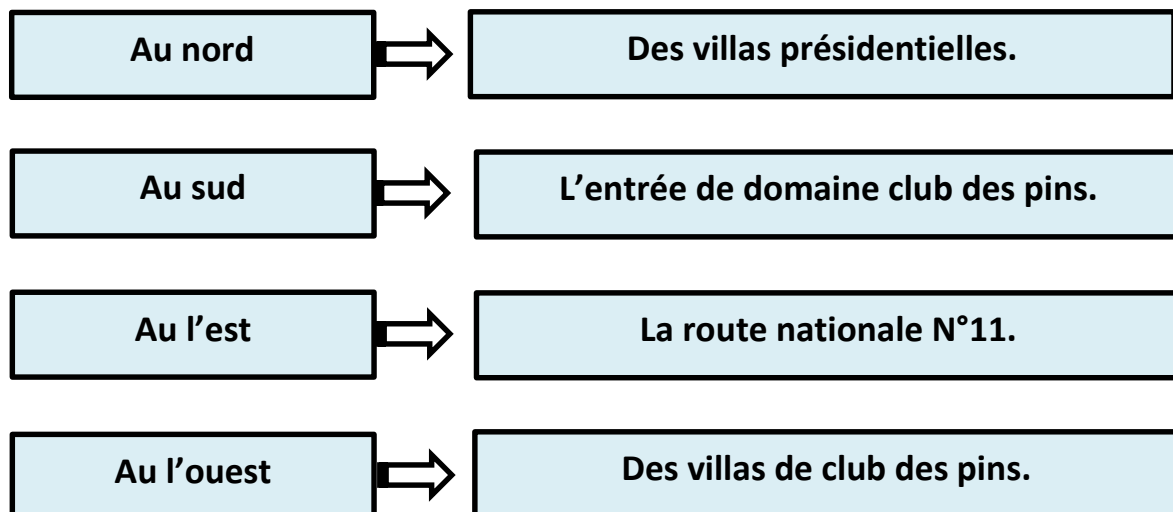 Au nord
Des villas présidentielles.
Au sud
L’entrée de domaine club des pins.
Au l’est
La route nationale N°11.
Au l’ouest
Des villas de club des pins.